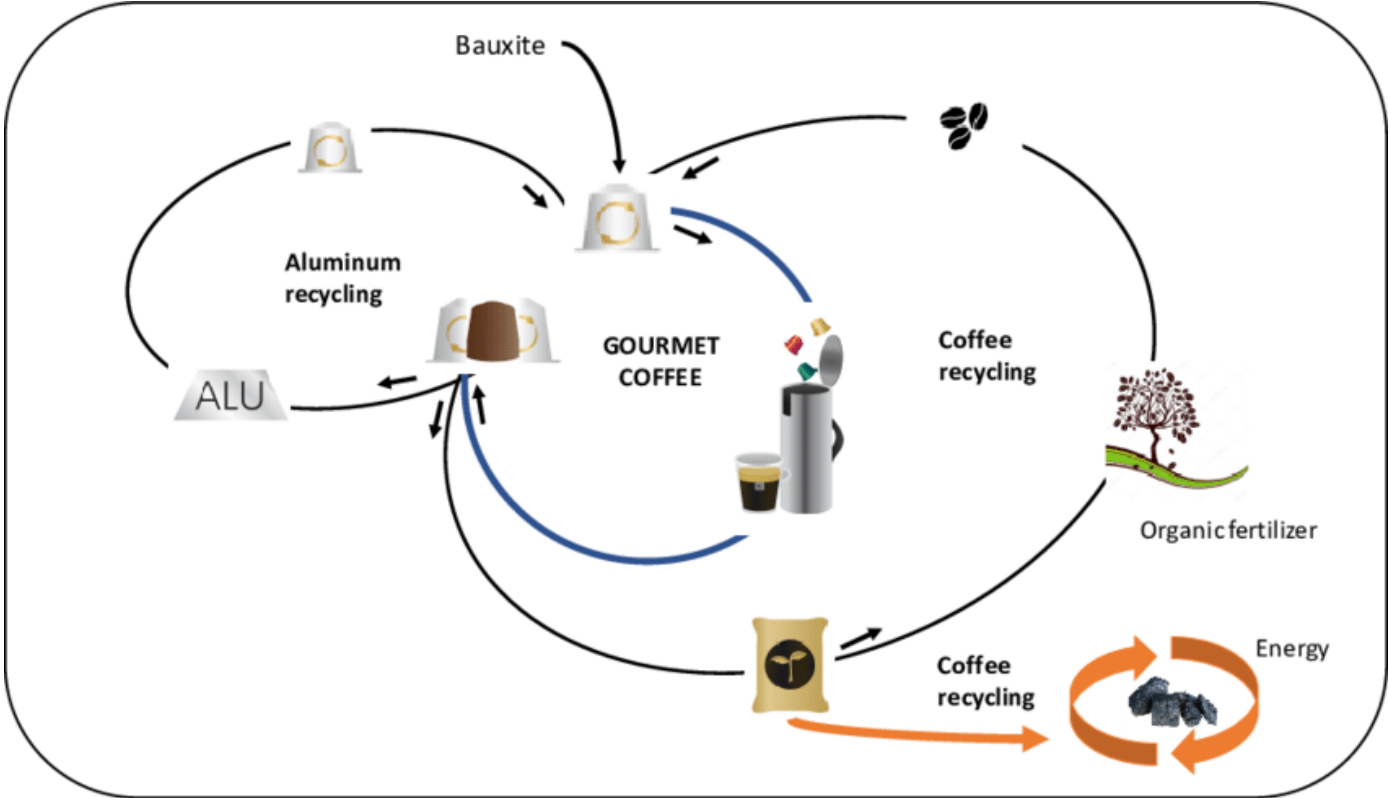 Bauxite
Aluminum
recycling
GOURMET
COFFEE
Coffee
recycling
ALU
Organic fertilizer
Coffee
recycling
Energy